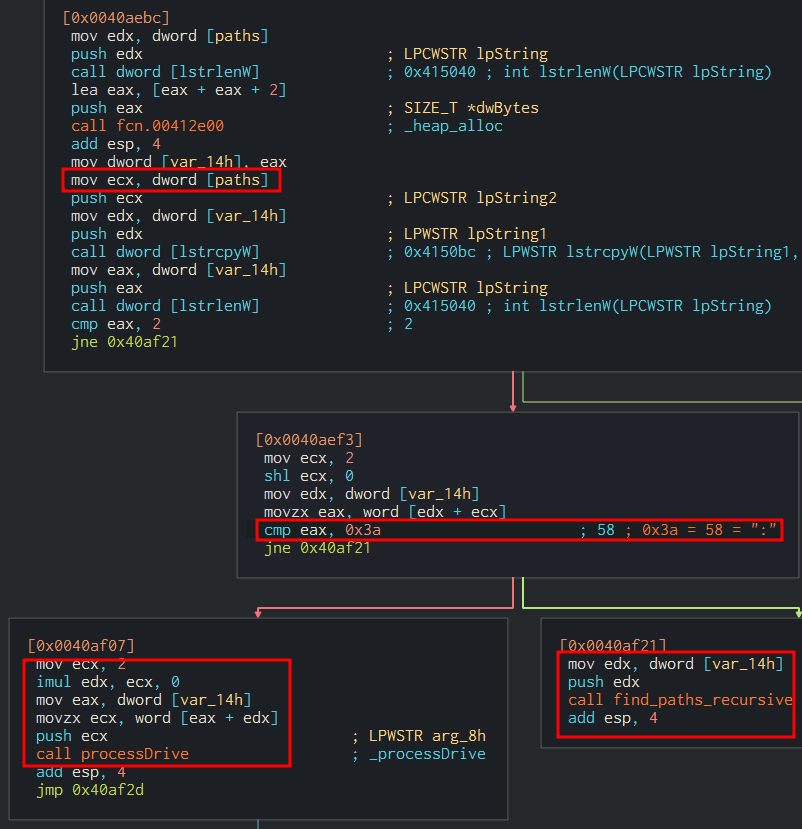 [0x0040aebc]
mov edx, dword [paths]
push edx ; LPCWSTR lpString
call dword [lstrlenW] ; 0x415040 ; int lstrlenW(LPCWSTR lpString)
lea eax, [eax + eax + 2]
push eax ; SIZE_T *dwBytes
call fcn.00412e00 ; _heap_alloc
add esp, 4
mov dword [var_14h], eax
mov ecx, dword [paths]
push ecx ; LPCWSTR lpString2
mov edx, dword [var_14h]
push edx ; LPWSTR lpString1
call dword [lstrcpyW] ; 0x4150bc ; LPWSTR lstrcpyW(LPWSTR lpString1,
mov eax, dword [var_14h]
push eax ; LPCWSTR lpString
call dword [lstrlenW] ; 0x415040 ; int lstrlenW(LPCWSTR lpString)
cmp eax, 2 ; 2
jne 0x40af21
[0x0040aef3]
mov ecx, 2
shl ecx, 0
mov edx, dword [var_14h]
movzx eax, word [edx + ecx]
cmp eax, 0x3a ; 58 ; 0x3a = 58 = ":"
jne 0x40af21
[0x0040af07]
mov ecx, 2
imul edx, ecx, 0
mov eax, dword [var_14h]
movzx ecx, word [eax + edx]
push ecx ; LPWSTR arg_8h
call processDrive ; _processDrive
add esp, 4
jmp 0x40af2d
[0x0040af21]
mov edx, dword [var_14h]
push edx
call find_paths_recursive
add esp, 4